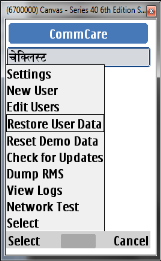 (6700000) Canvas - Series 40 6th Edition S...
CommCare
चेकलिस्ट
Settings
New User
Edit Users
Restore User Data
Reset Demo Data
Check for Updates
Dump RMS
View Logs
Network Test
Select
Select Cancel